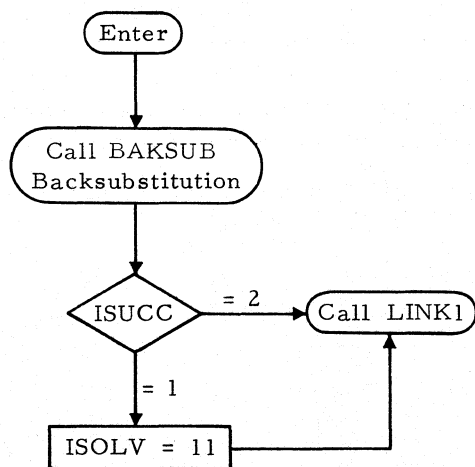 Enter
Call BAKSUB
Backsubstitution
ISUCC
= 2
Call LINK1
= 1
ISOLV = 11